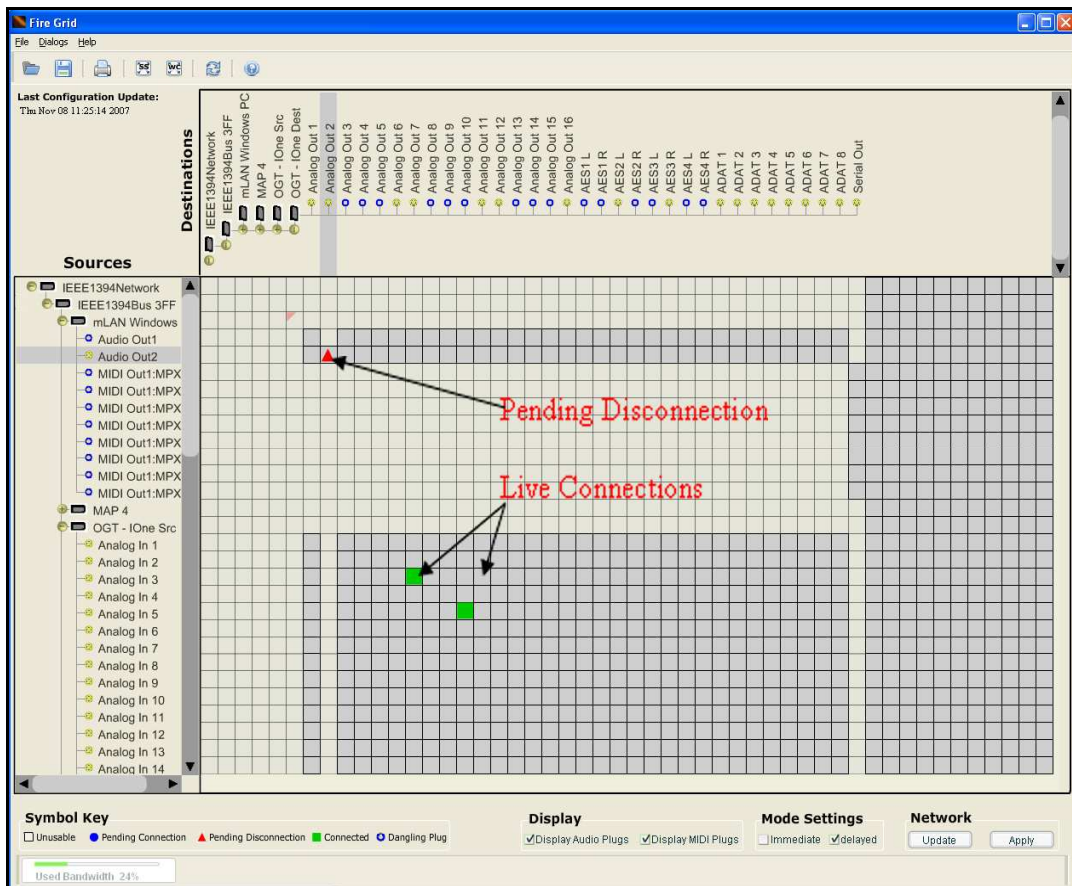 Fire Grid
File Dialogs Help
SS WC
Last Configuration Update:
Thu Nov 08 11:25:14 2007
Destinations
IEEE1394Network
IEEE1394Bus 3FF
mLAN Windows PC
MAP 4
OGT - IOne Src
OGT - IOne Dest
Analog Out 1
Analog Out 2
Analog Out 3
Analog Out 4
Analog Out 5
Analog Out 6
Analog Out 7
Analog Out 8
Analog Out 9
Analog Out 10
Analog Out 11
Analog Out 12
Analog Out 13
Analog Out 14
Analog Out 15
Analog Out 16
AES1 L
AES1 R
AES2 L
AES2 R
AES3 L
AES3 R
AES4 L
AES4 R
ADAT 1
ADAT 2
ADAT 3
ADAT 4
ADAT 5
ADAT 6
ADAT 7
ADAT 8
Serial Out
Sources
IEEE1394Network
IEEE1394Bus 3FF
mLAN Windows
Audio Out1
Audio Out2
MIDI Out1:MPX
MIDI Out1:MPX
MIDI Out1:MPX
MIDI Out1:MPX
MIDI Out1:MPX
MIDI Out1:MPX
MIDI Out1:MPX
MIDI Out1:MPX
MAP 4
OGT - IOne Src
Analog In 1
Analog In 2
Analog In 3
Analog In 4
Analog In 5
Analog In 6
Analog In 7
Analog In 8
Analog In 9
Analog In 10
Analog In 11
Analog In 12
Analog In 13
Analog In 14
Pending Disconnection
Live Connections
Symbol Key
Unusable Pending Connection Pending Disconnection Connected Dangling Plug
Display
Display Audio Plugs Display MIDI Plugs
Mode Settings
Immediate delayed
Network
Update Apply
Used Bandwidth 24%